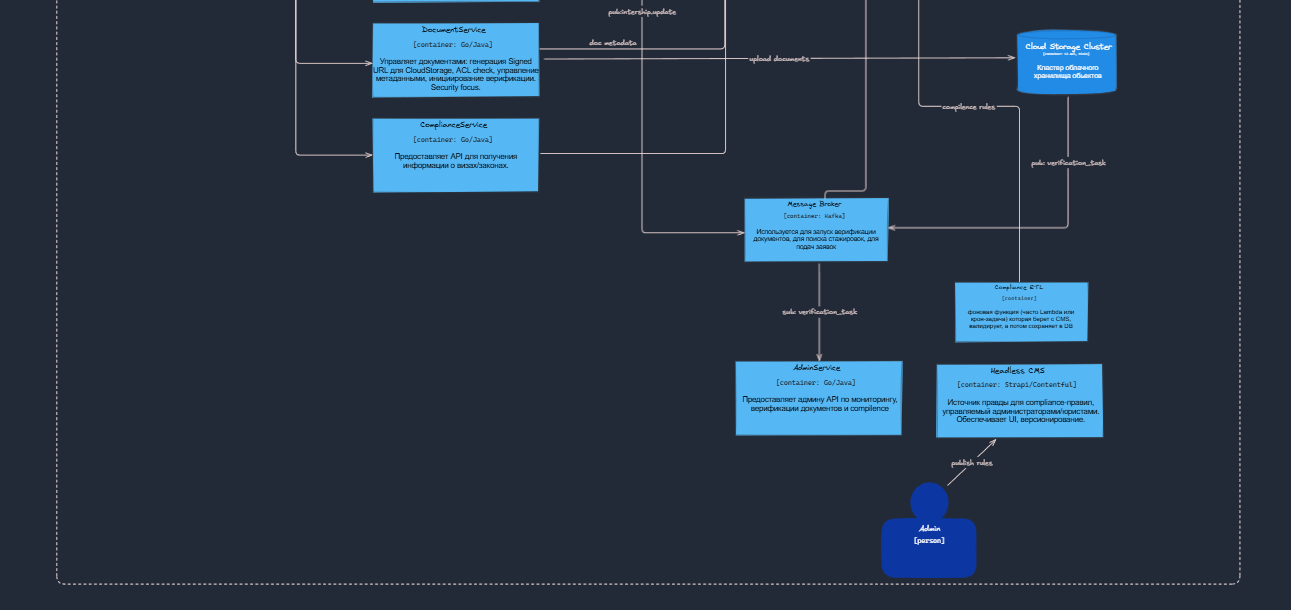 pub:intership.update
DocumentService
[container: Go/Java]
Управляет документами: генерация Signed
URL для CloudStorage, ACL check, управление
метаданными, инициирование верификации.
Security focus.
doc metadata
upload documents
Cloud Storage Cluster
Кластер облачного
хранилища объектов
compilence rules
ComplianceService
[container: Go/Java]
Предоставляет API для получения
информации о визах/законах.
pub: verification_task
Message Broker
[container: Kafka]
Используется для запуск верификации
документов, для поиска стажировок, для
подач заявок
Compliance ETL
[container]
фоновая функция (часто Lambda или
крон-задача) которая берет с CMS,
валидирует, а потом сохраняет в DB
sub: verification_task
AdminService
[container: Go/Java]
Предоставляет админу API по мониторингу,
верификации документов и compilence
Headless CMS
[container: Strapi/Contentful]
Источник правды для compliance-правил,
управляемый администраторами/юристами.
Обеспечивает UI, версионирование.
publish rules
Admin
[person]